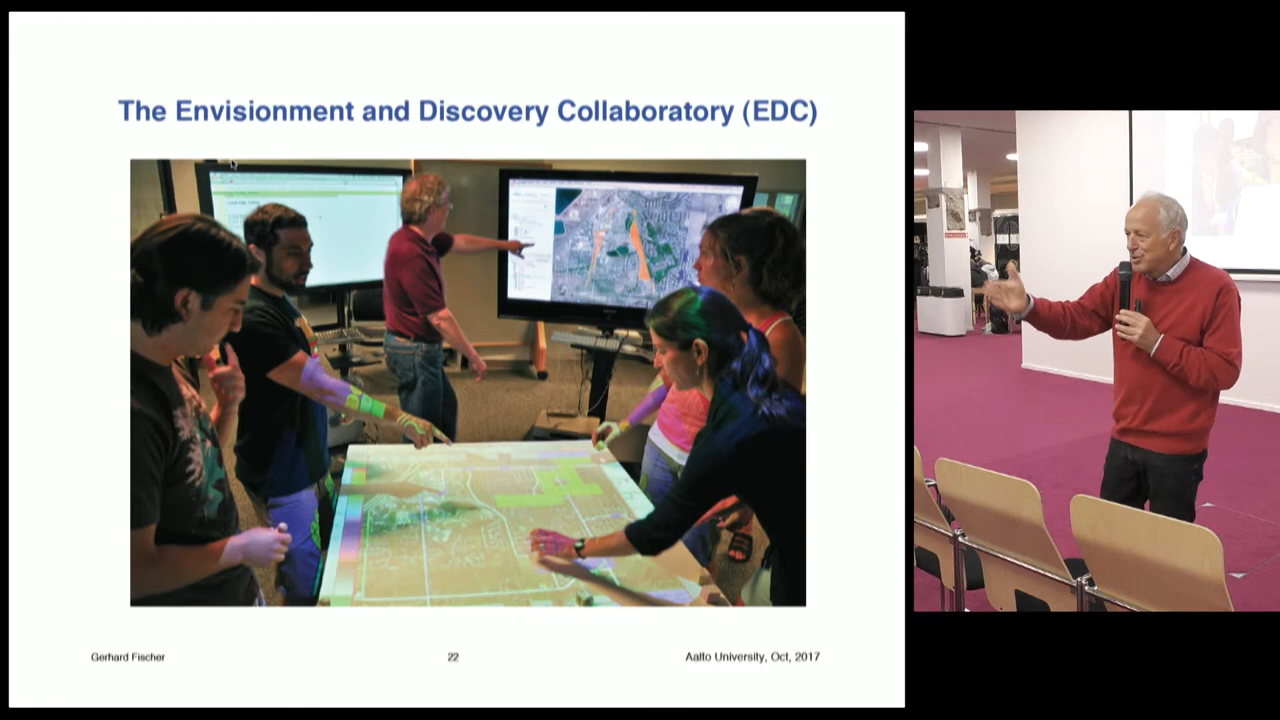 The Envisionment and Discovery Collaboratory (EDC)
Gerhard Fischer
22
Aalto University, Oct, 2017